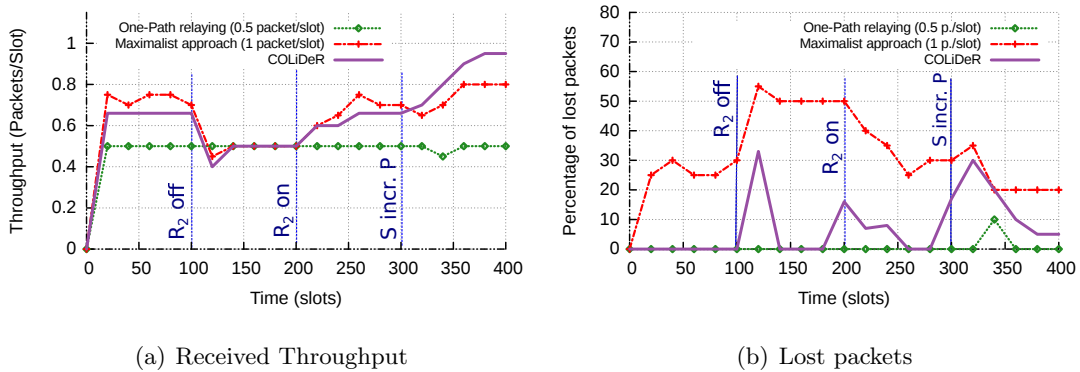 One-Path relaying (0.5 packet/slot)
Maximalist approach (1 packet/slot)
COLiDeR
Throughput (Packets/Slot)
1
0.8
0.6
0.4
0.2
0
R2 off
R2 on
S incr. P
0 50 100 150 200 250 300 350 400
Time (slots)
(a) Received Throughput
One-Path relaying (0.5 p./slot)
Maximalist approach (1 p./slot)
COLiDeR
Percentage of lost packets
80
70
60
50
40
30
20
10
0
R2 off
R2 on
S incr. P
0 50 100 150 200 250 300 350 400
Time (slots)
(b) Lost packets